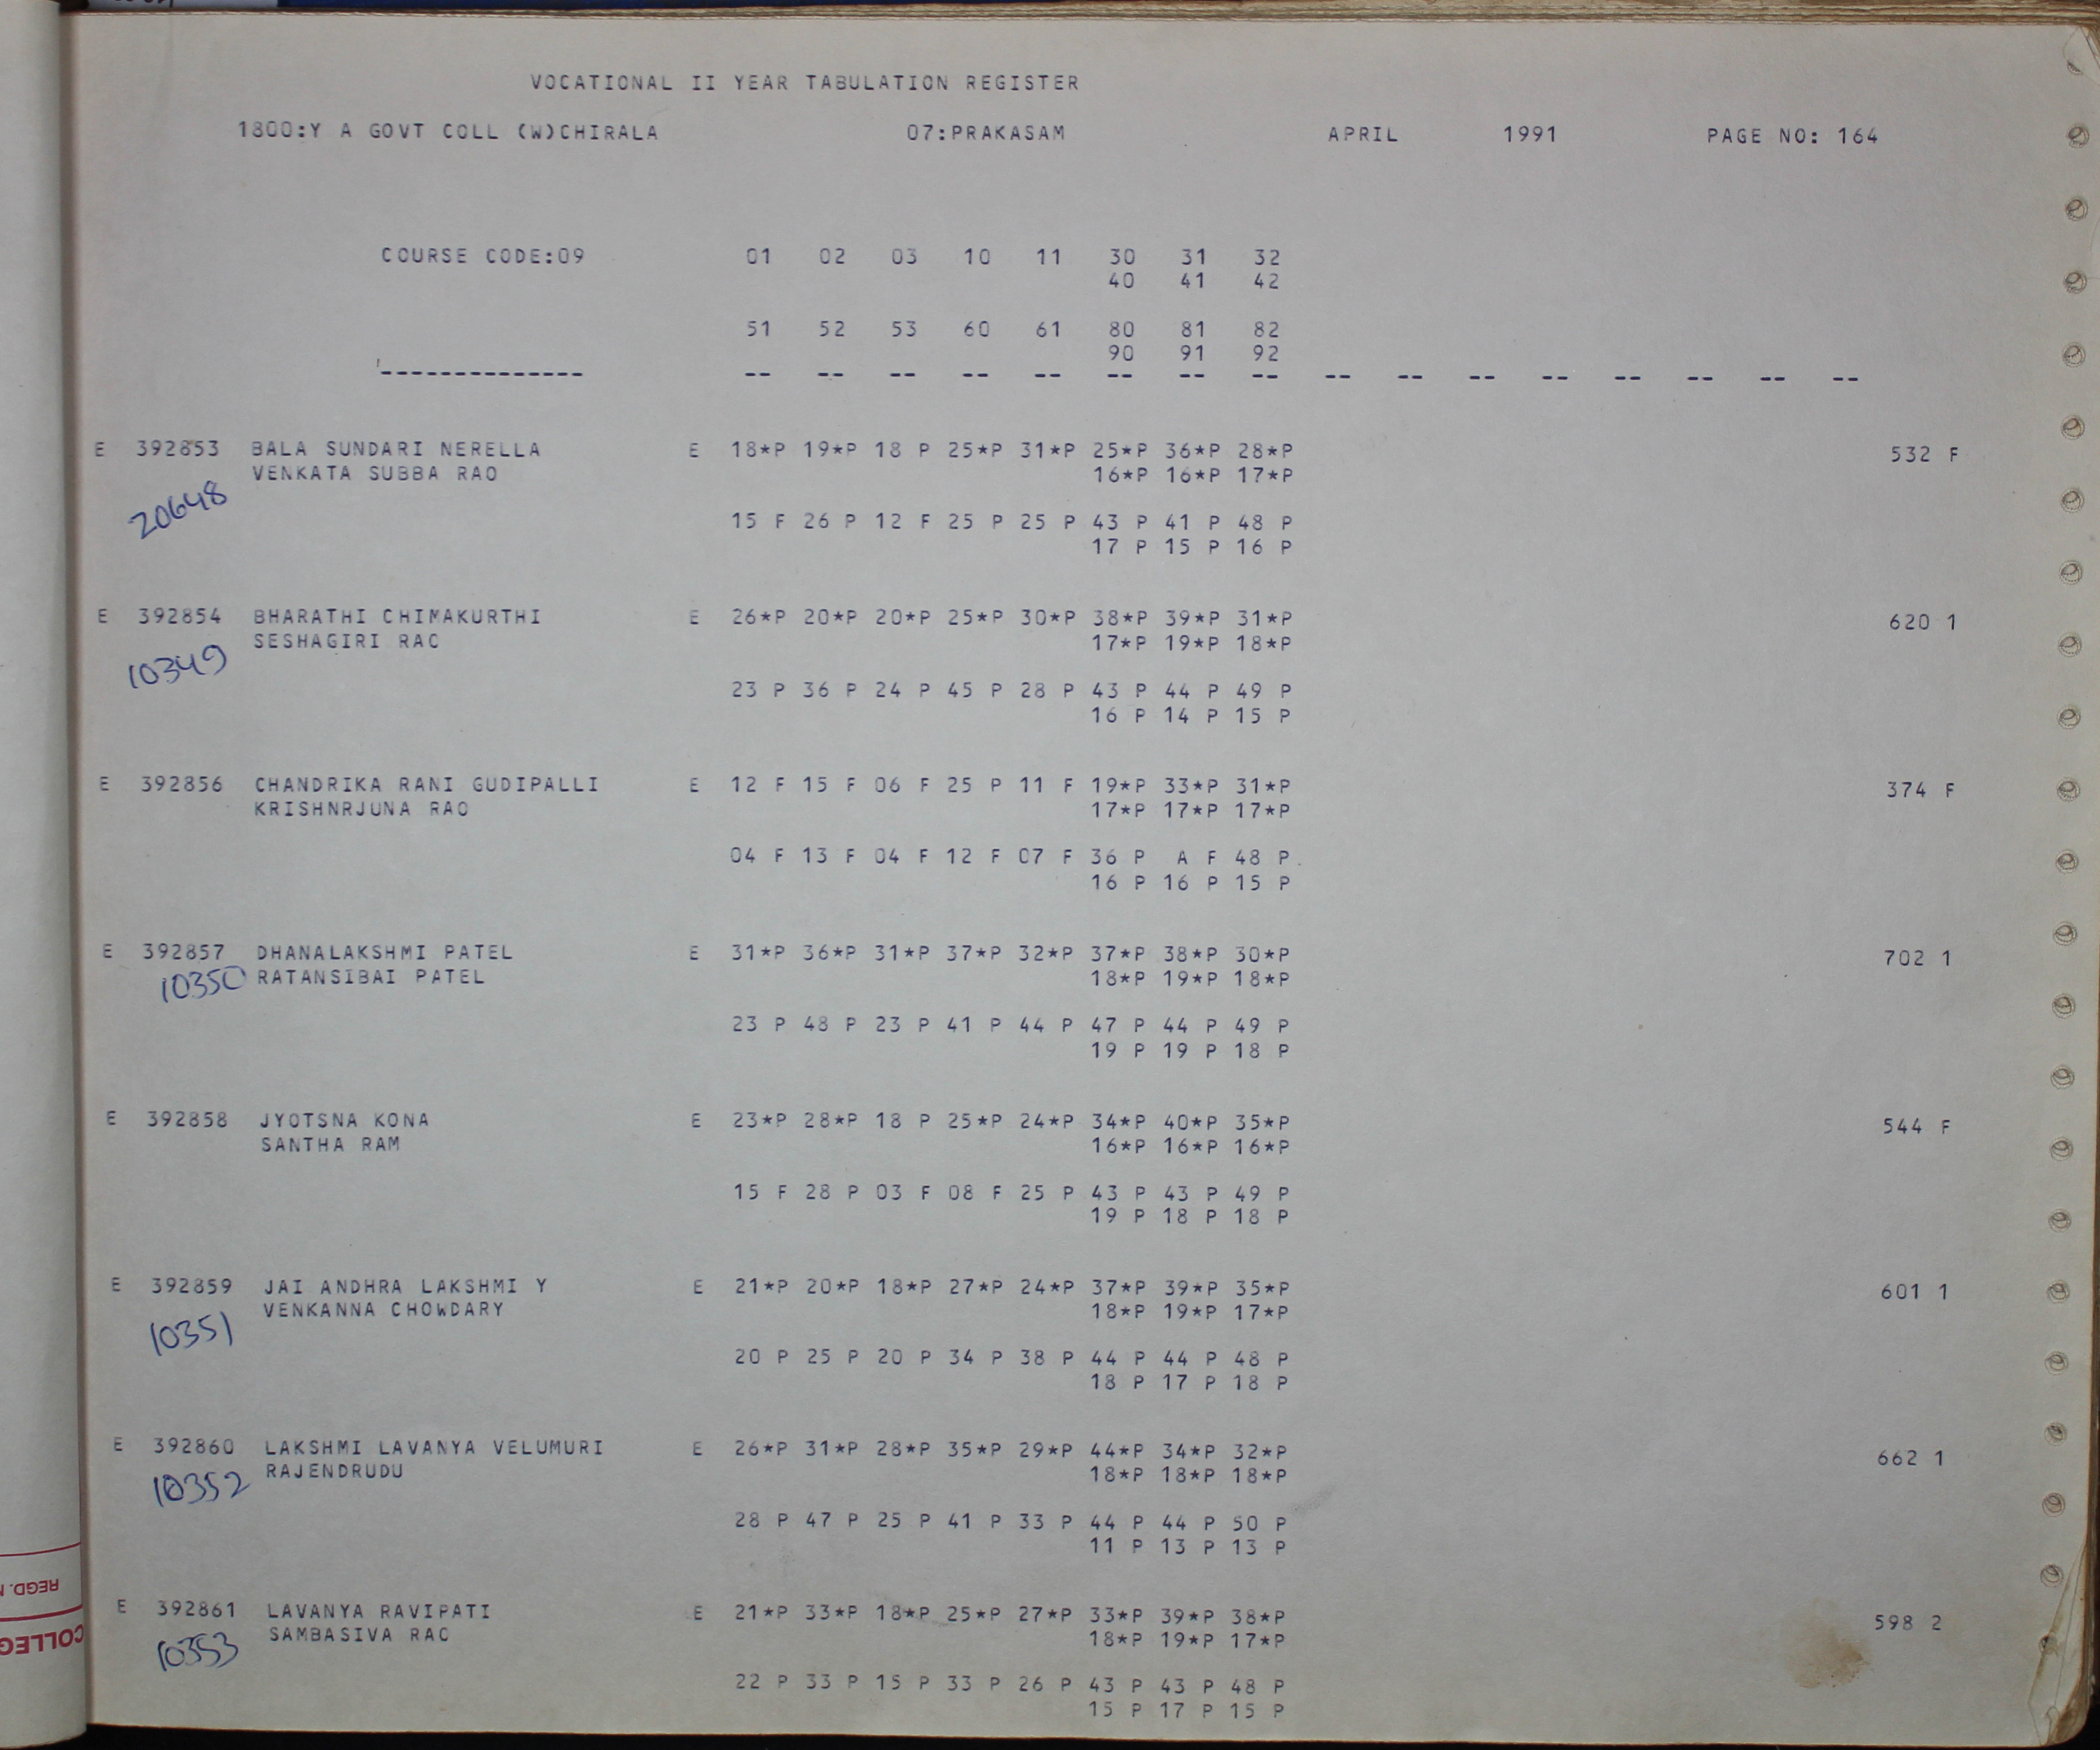 VOCATIONAL II YEAR TABULATION REGISTER
1800:Y A GOVT COLL (W)CHIRALA 07:PRAKASAM APRIL 1991 PAGE NO: 164
COURSE CODE:09 01 02 03 10 11 30 31 32
40 41 42
51 52 53 60 61 80 81 82
90 91 92
-------------- -- -- -- -- -- -- -- -- -- -- -- -- -- -- -- --
E 392853 BALA SUNDARI NERELLA E 18*P 19*P 18 P 25*P 31*P 25*P 36*P 28*P 532 F
VENKATA SUBBA RAO 16*P 16*P 17*P
20648
15 F 26 P 12 F 25 P 25 P 43 P 41 P 48 P
17 P 15 P 16 P
E 392854 BHARATHI CHIMAKURTHI E 26*P 20*P 20*P 25*P 30*P 38*P 39*P 31*P 620 1
SESHAGIRI RAO 17*P 19*P 18*P
10349
23 P 36 P 24 P 45 P 28 P 43 P 44 P 49 P
16 P 14 P 15 P
E 392856 CHANDRIKA RANI GUDIPALLI E 12 F 15 F 06 F 25 P 11 F 19*P 33*P 31*P 374 F
KRISHNRJUNA RAO 17*P 17*P 17*P
04 F 13 F 04 F 12 F 07 F 36 P A F 48 P
16 P 16 P 15 P
E 392857 DHANALAKSHMI PATEL E 31*P 36*P 31*P 37*P 32*P 37*P 38*P 30*P 702 1
10350 RATANSIBAI PATEL 18*P 19*P 18*P
23 P 48 P 23 P 41 P 44 P 47 P 44 P 49 P
19 P 19 P 18 P
E 392858 JYOTSNA KONA E 23*P 28*P 18 P 25*P 24*P 34*P 40*P 35*P 544 F
SANTHA RAM 16*P 16*P 16*P
15 F 28 P 03 F 08 F 25 P 43 P 43 P 49 P
19 P 18 P 18 P
E 392859 JAI ANDHRA LAKSHMI Y E 21*P 20*P 18*P 27*P 24*P 37*P 39*P 35*P 601 1
VENKANNA CHOWDARY 18*P 19*P 17*P
10351
20 P 25 P 20 P 34 P 38 P 44 P 44 P 48 P
18 P 17 P 18 P
E 392860 LAKSHMI LAVANYA VELUMURI E 26*P 31*P 28*P 35*P 29*P 44*P 34*P 32*P 662 1
RAJENDRUDU 18*P 18*P 18*P
10352
28 P 47 P 25 P 41 P 33 P 44 P 44 P 50 P
11 P 13 P 13 P
E 392861 LAVANYA RAVIPATI E 21*P 33*P 18*P 25*P 27*P 33*P 39*P 38*P 598 2
SAMBASIVA RAO 18*P 19*P 17*P
10353
22 P 33 P 15 P 33 P 26 P 43 P 43 P 48 P
15 P 17 P 15 P
REGD.
COLLEG